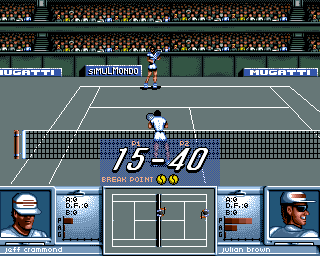 MUGATTI
SIMULMONDO
MUGATTI
15-40
BREAK POINT
A:0
D.F.:0
B:0
P
A:0
D.F.:0
B:0
P
jeff crammond
julian brown